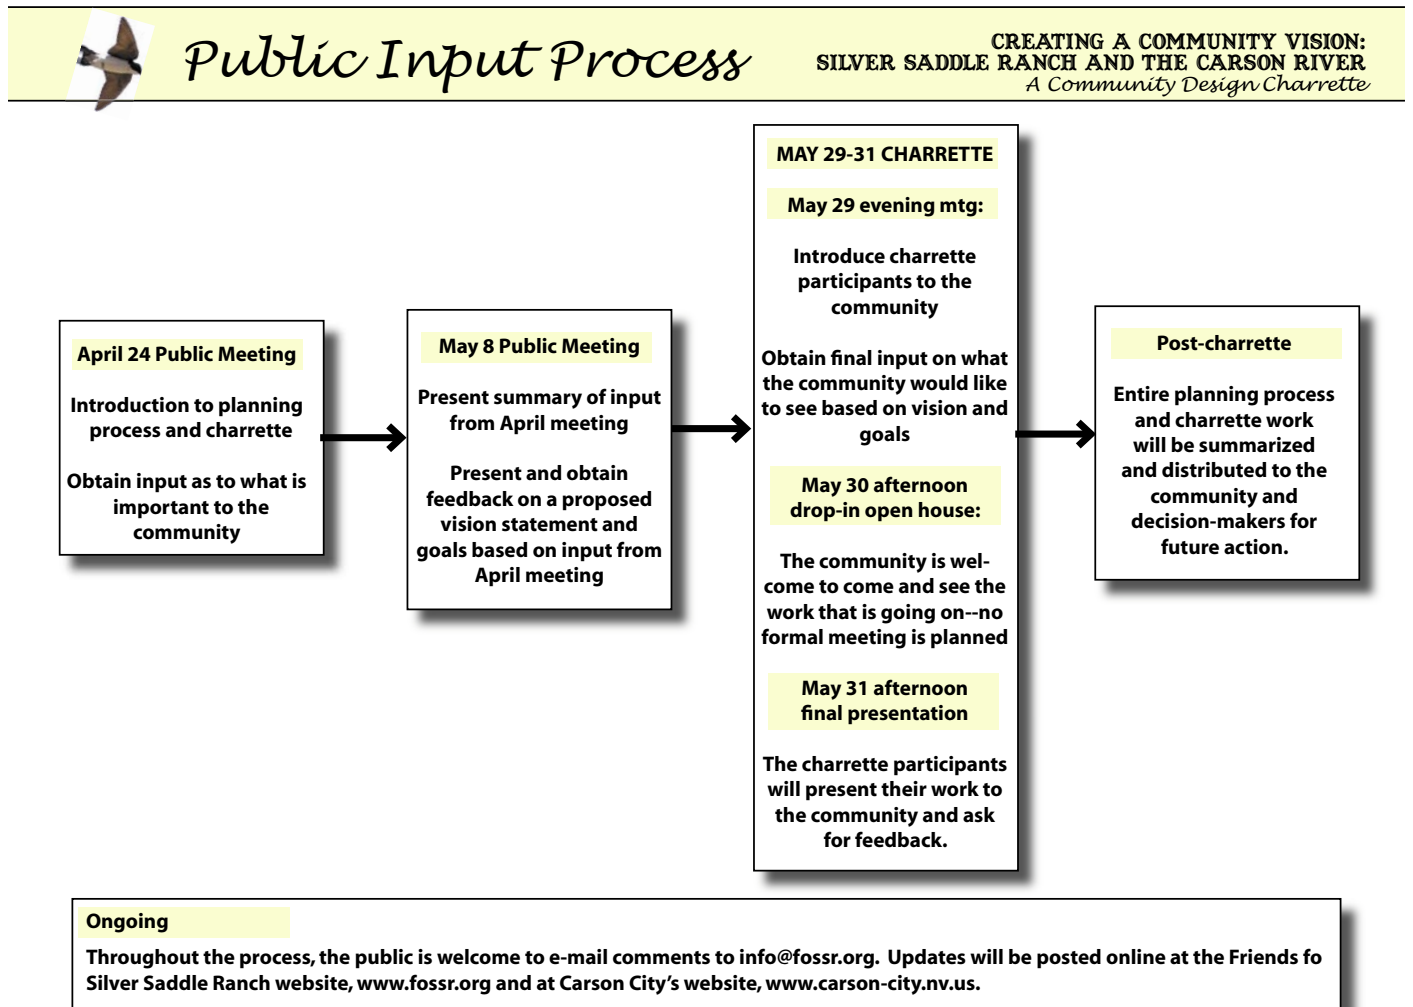 Public Input Process
CREATING A COMMUNITY VISION:
SILVER SADDLE RANCH AND THE CARSON RIVER
A Community Design Charrette
April 24 Public Meeting
Introduction to planning
process and charrette
Obtain input as to what is
important to the
community
May 8 Public Meeting
Present summary of input
from April meeting
Present and obtain
feedback on a proposed
vision statement and
goals based on input from
April meeting
MAY 29-31 CHARRETTE
May 29 evening mtg:
Introduce charrette
participants to the
community
Obtain final input on what
the community would like
to see based on vision and
goals
May 30 afternoon
drop-in open house:
The community is wel-
come to come and see the
work that is going on--no
formal meeting is planned
May 31 afternoon
final presentation
The charrette participants
will present their work to
the community and ask
for feedback.
Post-charrette
Entire planning process
and charrette work
will be summarized
and distributed to the
community and
decision-makers for
future action.
Ongoing
Throughout the process, the public is welcome to e-mail comments to info@fossr.org.  Updates will be posted online at the Friends fo
Silver Saddle Ranch website, www.fossr.org and at Carson City's website, www.carson-city.nv.us.